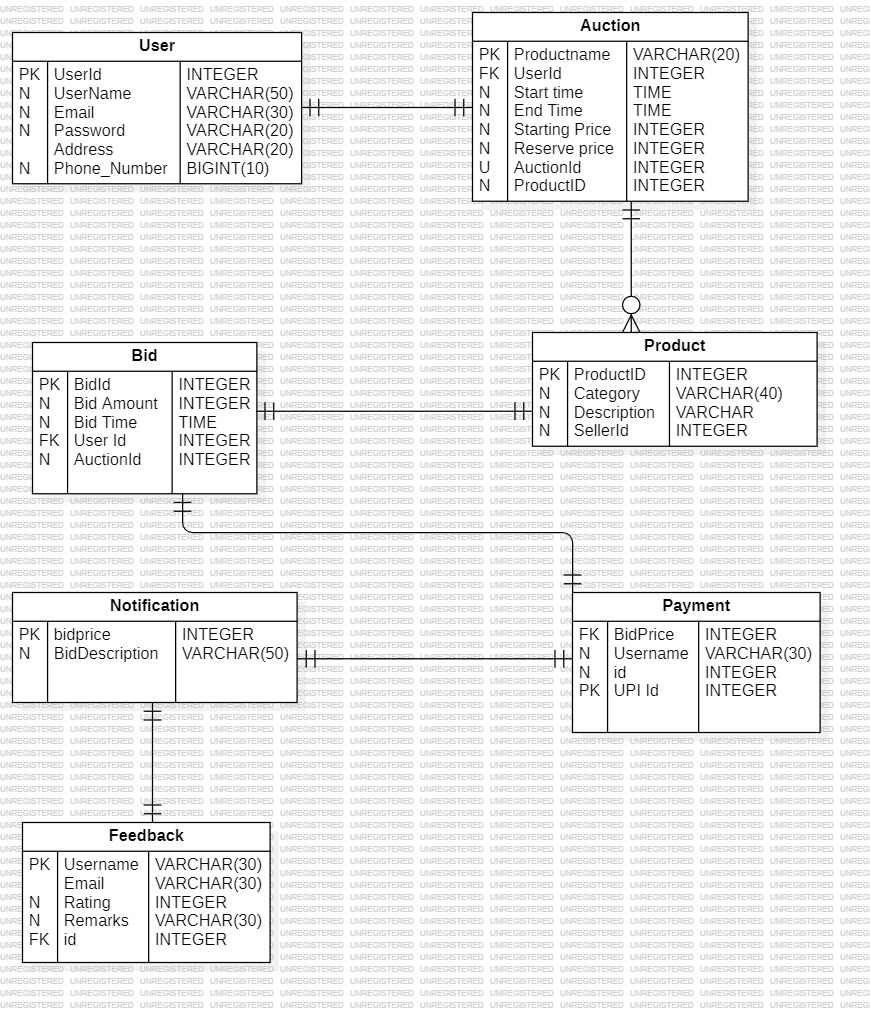 User
PK UserId INTEGER
N UserName VARCHAR(50)
N Email VARCHAR(30)
N Password VARCHAR(20)
Address VARCHAR(20)
N Phone_Number BIGINT(10)
Auction
PK Productname VARCHAR(20)
FK UserId INTEGER
N Start time TIME
N End Time TIME
N Starting Price INTEGER
N Reserve price INTEGER
U AuctionId INTEGER
N ProductID INTEGER
Bid
PK BidId INTEGER
N Bid Amount INTEGER
N Bid Time TIME
FK User Id INTEGER
N AuctionId INTEGER
Product
PK ProductID INTEGER
N Category VARCHAR(40)
N Description VARCHAR
N SellerId INTEGER
Notification
PK bidprice INTEGER
N BidDescription VARCHAR(50)
Payment
FK BidPrice INTEGER
N Username VARCHAR(30)
N id INTEGER
PK UPI Id INTEGER
Feedback
PK Username VARCHAR(30)
Email VARCHAR(30)
N Rating INTEGER
N Remarks VARCHAR(30)
FK id INTEGER
UNREGISTERED